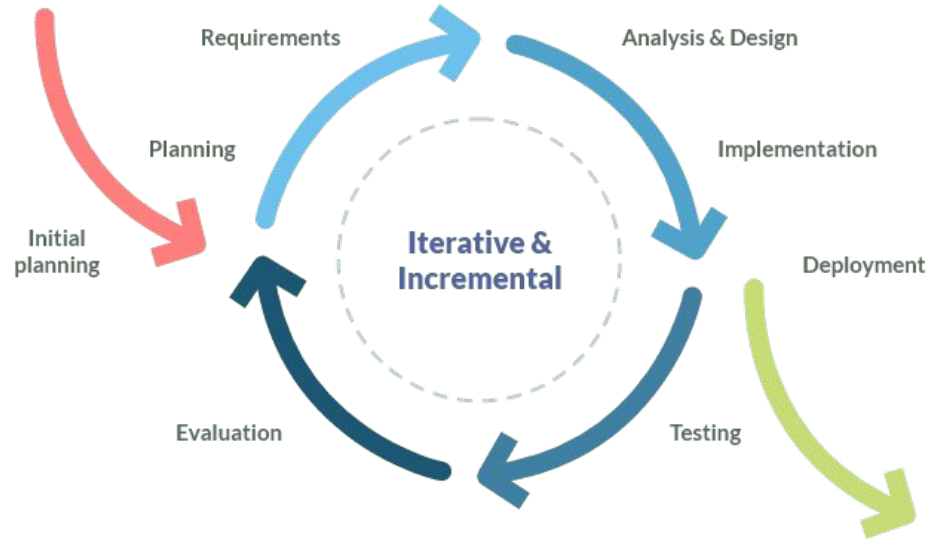 Requirements
Analysis & Design
Planning
Implementation
Initial
planning
Iterative &
Incremental
Deployment
Evaluation
Testing